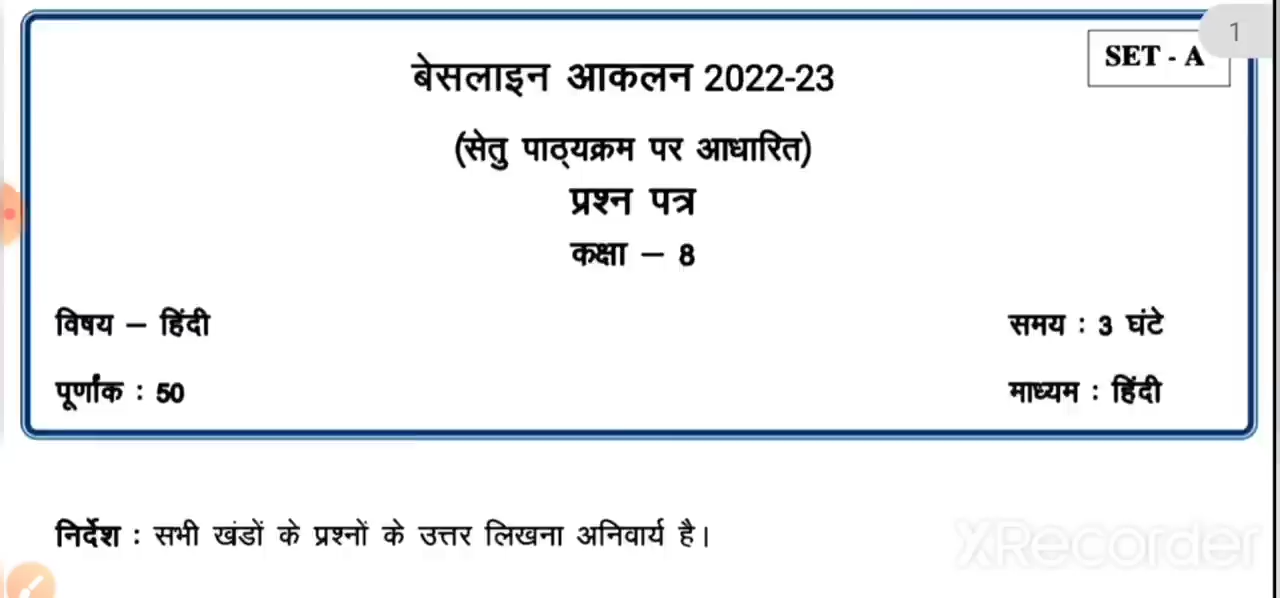 1
SET - A
बेसलाइन आकलन 2022-23
(सेतु पाठ्यक्रम पर आधारित)
प्रश्न पत्र
कक्षा – 8
विषय – हिंदी
समय : 3 घंटे
पूर्णांक : 50
माध्यम : हिंदी
निर्देश : सभी खंडों के प्रश्नों के उत्तर लिखना अनिवार्य है।
XRecorder